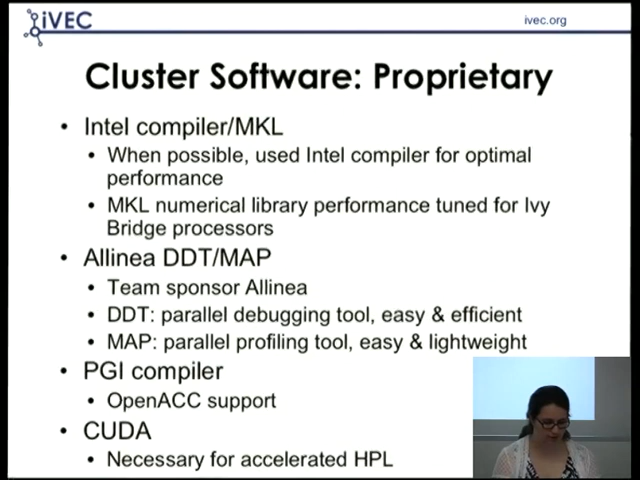 iVEC
ivec.org
Cluster Software: Proprietary
• Intel compiler/MKL
• When possible, used Intel compiler for optimal
performance
• MKL numerical library performance tuned for Ivy
Bridge processors
• Allinea DDT/MAP
• Team sponsor Allinea
• DDT: parallel debugging tool, easy & efficient
• MAP: parallel profiling tool, easy & lightweight
• PGI compiler
• OpenACC support
• CUDA
• Necessary for accelerated HPL